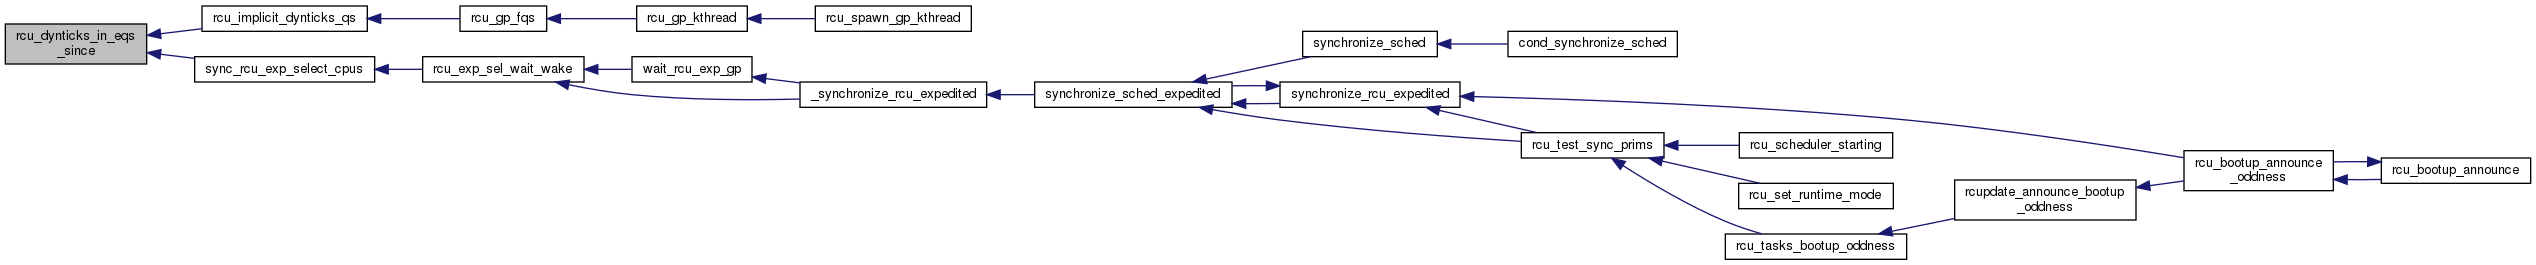 rcu_dynticks_in_eqs
_since
rcu_implicit_dynticks_qs
rcu_gp_fqs
rcu_gp_kthread
rcu_spawn_gp_kthread
sync_rcu_exp_select_cpus
rcu_exp_sel_wait_wake
wait_rcu_exp_gp
_synchronize_rcu_expedited
synchronize_sched_expedited
synchronize_sched
cond_synchronize_sched
synchronize_rcu_expedited
rcu_test_sync_prims
rcu_scheduler_starting
rcu_set_runtime_mode
rcu_tasks_bootup_oddness
rcupdate_announce_bootup
_oddness
rcu_bootup_announce
_oddness
rcu_bootup_announce